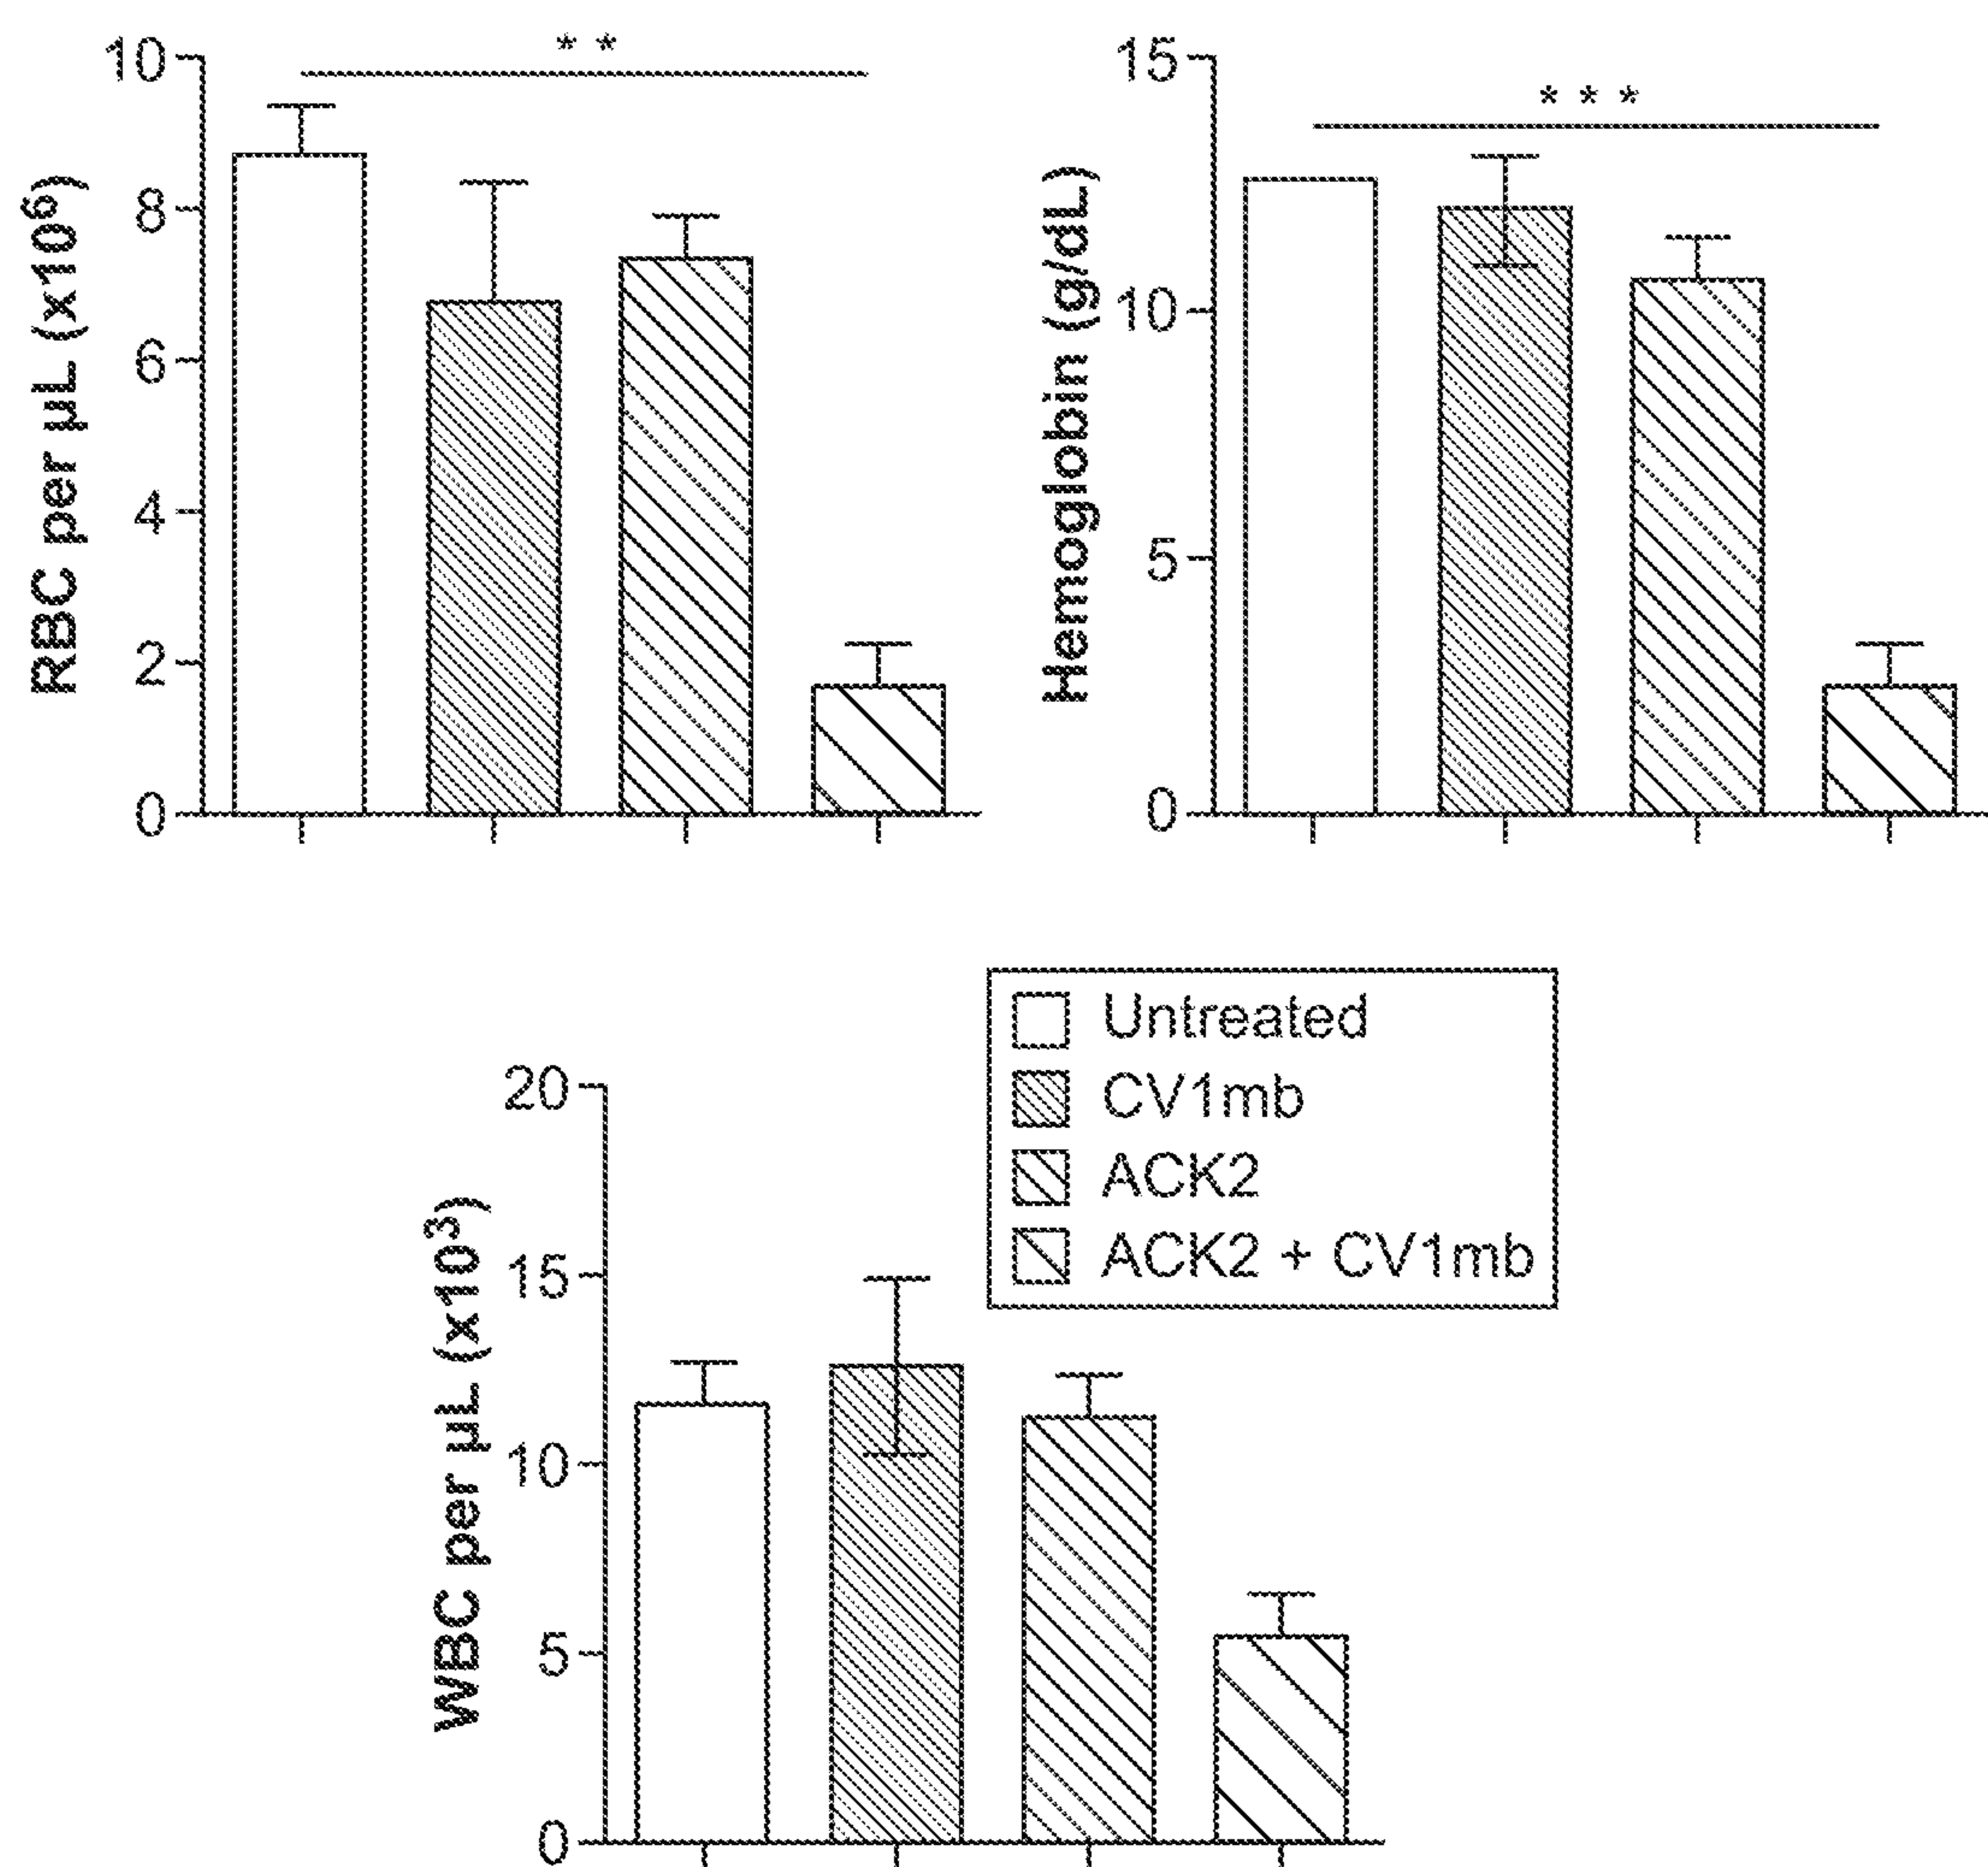 RBC per µL (x10⁶)
10
8
6
4
2
0
* *
Hemoglobin (g/dL)
15
10
5
0
* * *
WBC per µL (x10³)
20
15
10
5
0
Untreated
CV1mb
ACK2
ACK2 + CV1mb